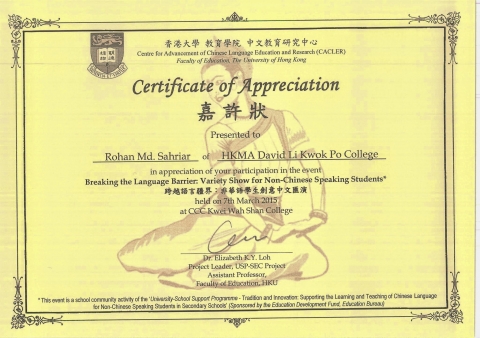 香港大學 教育學院 中文教育研究中心
Centre for Advancement of Chinese Language Education and Research (CACLER)
Faculty of Education, The University of Hong Kong
Certificate of Appreciation
嘉許狀
Presented to
Rohan Md. Sahriar of HKMA David Li Kwok Po College
in appreciation of your participation in the event
Breaking the Language Barrier: Variety Show for Non-Chinese Speaking Students*
跨越語言疆界：非華語學生創意中文匯演
held on 7th March 2015
at CCC Kwei Wah Shan College
Dr. Elizabeth K.Y. Loh
Project Leader, USP-SEC Project
Assistant Professor,
Faculty of Education, HKU
* This event is a school community activity of the 'University-School Support Programme - Tradition and Innovation: Supporting the Learning and Teaching of Chinese Language
for Non-Chinese Speaking Students in Secondary Schools' (Sponsored by the Education Development Fund, Education Bureau)